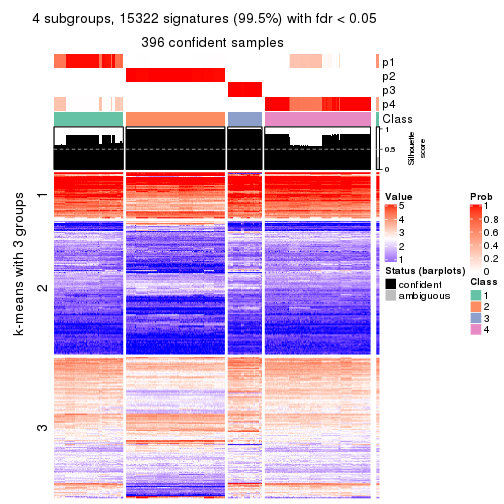 4 subgroups, 15322 signatures (99.5%) with fdr < 0.05
396 confident samples
p1
p2
p3
p4
Class
1
0.5
0
Silhouette
score
k-means with 3 groups
1
2
3
Value
5
4
3
2
1
Status (barplots)
confident
ambiguous
Prob
1
0.8
0.6
0.4
0.2
0
Class
1
2
3
4